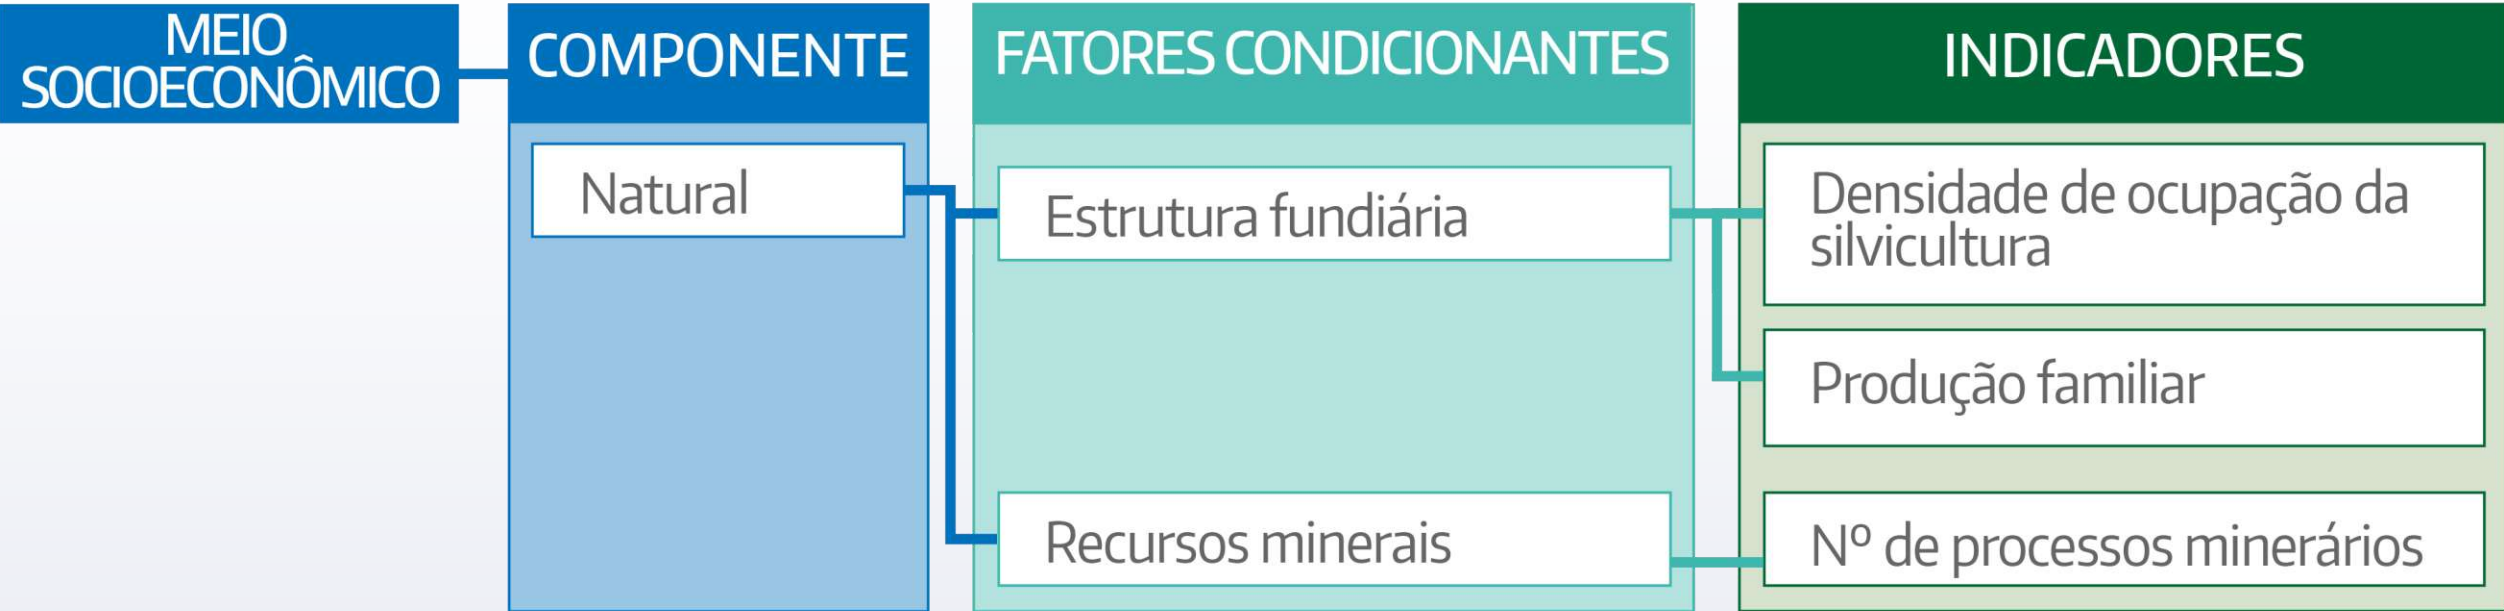 MEIO
SOCIOECONÔMICO
COMPONENTE
FATORES CONDICIONANTES
INDICADORES
Natural
Estrutura fundiária
Densidade de ocupação da
silvicultura
Produção familiar
Recursos minerais
Nº de processos minerários